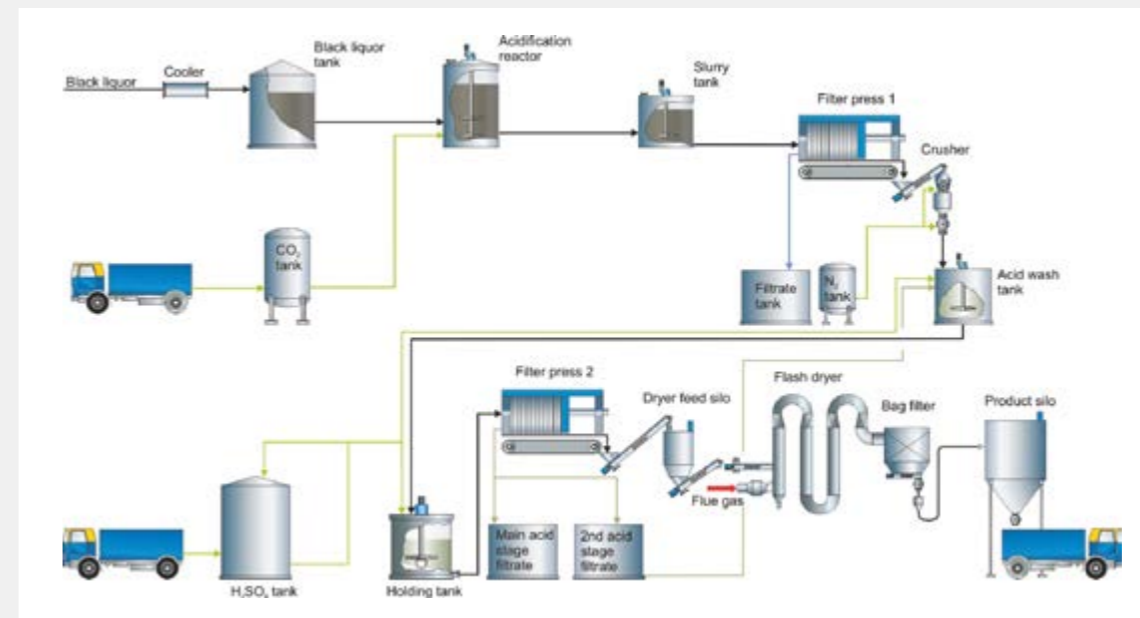 Black liquor
Cooler
Black liquor
tank
Acidification
reactor
Slurry
tank
Filter press 1
Crusher
CO₂
tank
Filtrate
tank
N₂
tank
Acid wash
tank
Filter press 2
Dryer feed silo
Flash dryer
Bag filter
Product silo
Flue gas
Main acid
stage
filtrate
2nd acid
stage
filtrate
H₂SO₄ tank
Holding tank